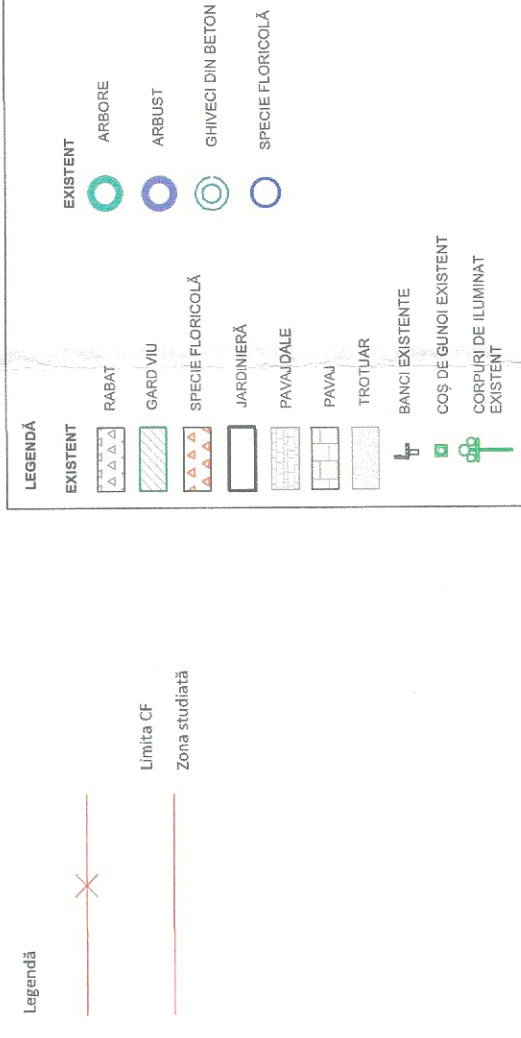 Legendă
Limita CF
Zona studiată
LEGENDĂ
EXISTENT
RABAT
GARD VIU
SPECIE FLORICOLĂ
JARDINIERĂ
PAVAJ DALE
PAVAJ
TROTUAR
BANCI EXISTENTE
COȘ DE GUNOI EXISTENT
CORPURI DE ILUMINAT
EXISTENT
EXISTENT
ARBORE
ARBUST
GHIVECI DIN BETON
SPECIE FLORICOLĂ